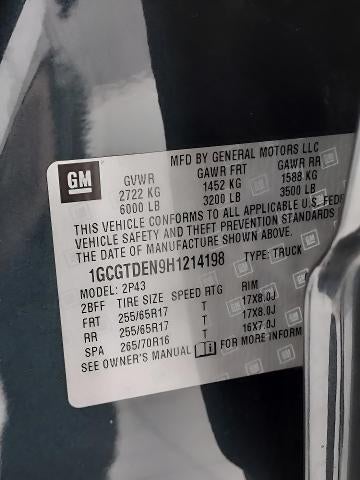 GM
MFD BY GENERAL MOTORS LLC
GVWR GAWR FRT GAWR RR
2722 KG 1452 KG 1588 KG
6000 LB 3200 LB 3500 LB
THIS VEHICLE CONFORMS TO ALL APPLICABLE U.S.
VEHICLE SAFETY AND THEFT PREVENTION
THE DATE OF MANUFACTURE SHOWN ABOVE.
1GCGTDEN9H1214198 TYPE: TRUCK
MODEL: 2P43
2BFF TIRE SIZE SPEED RTG RIM
FRT 255/65R17 T 17X8.0J
RR 255/65R17 T 17X8.0J
SPA 265/70R16 T 16X7.0J
SEE OWNER'S MANUAL FOR MORE